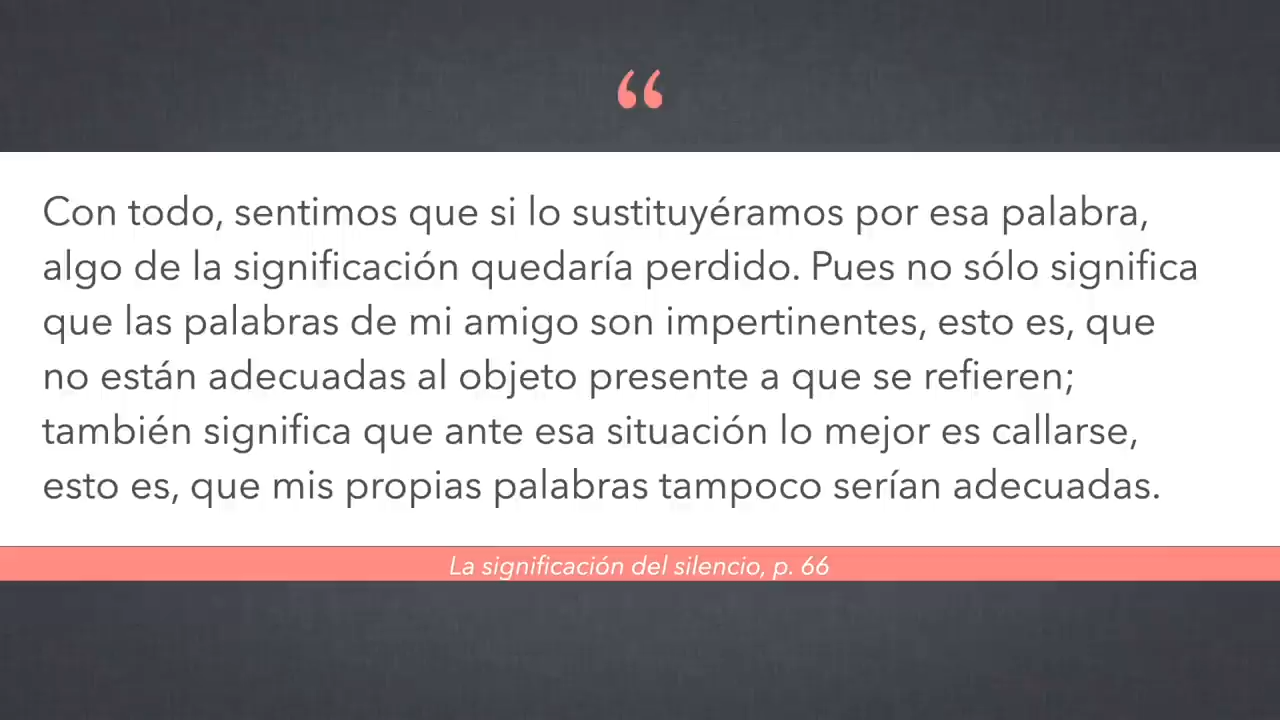 “
Con todo, sentimos que si lo sustituyéramos por esa palabra,
algo de la significación quedaría perdido. Pues no sólo significa
que las palabras de mi amigo son impertinentes, esto es, que
no están adecuadas al objeto presente a que se refieren;
también significa que ante esa situación lo mejor es callarse,
esto es, que mis propias palabras tampoco serían adecuadas.
La significación del silencio, p. 66